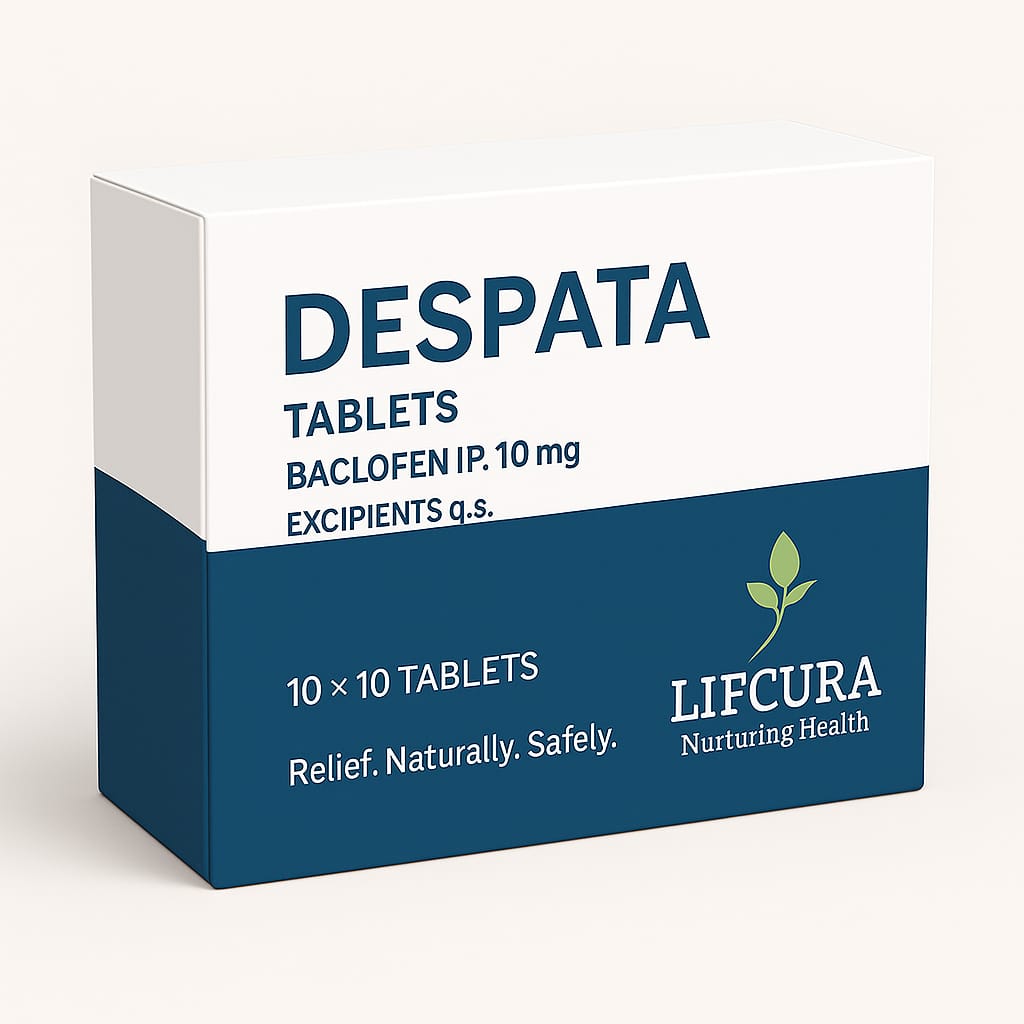 DESPATA
TABLETS
BACLOFEN IP. 10 mg
EXCIPIENTS q.s.
10 × 10 TABLETS
Relief. Naturally. Safely.
LIFCURA
Nurturing Health